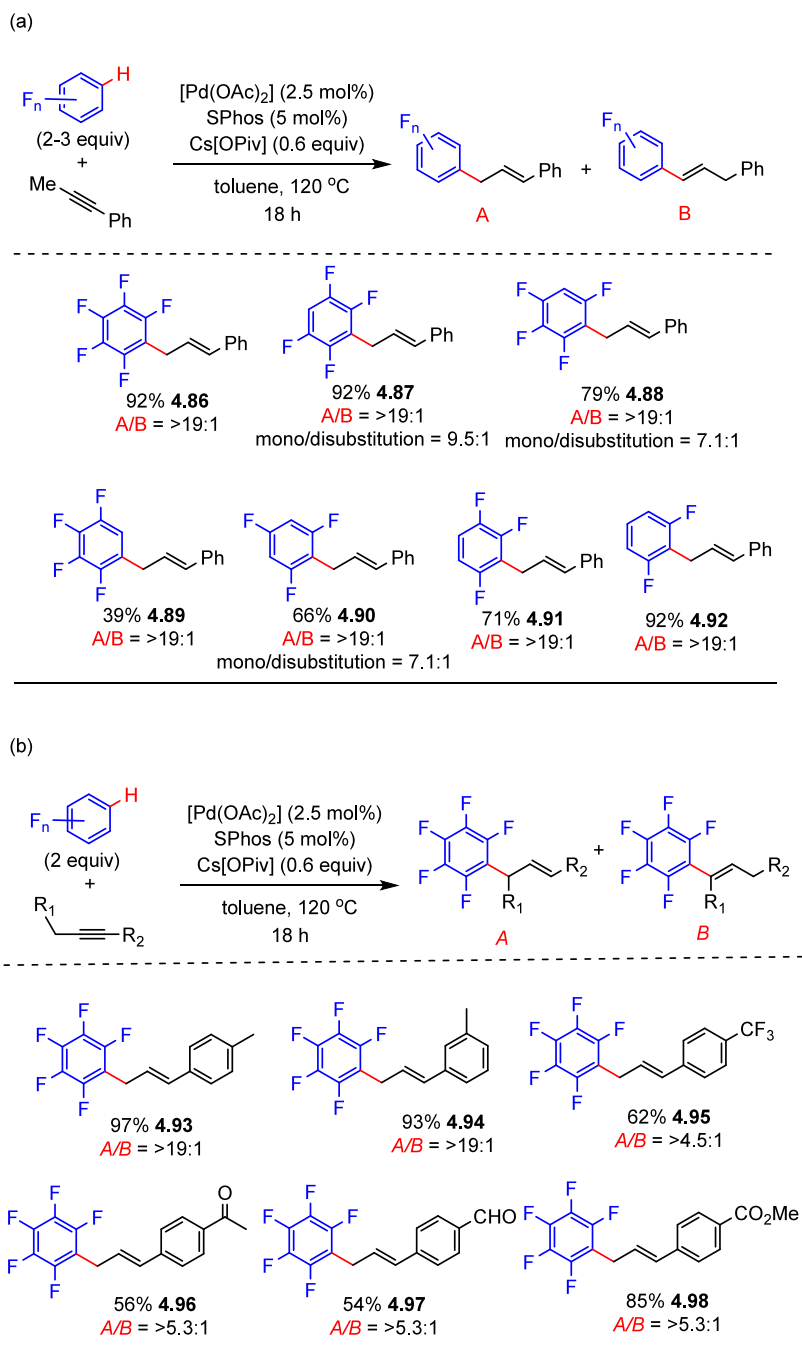 (a)
H
Fn
(2-3 equiv)
+
Me
Ph
[Pd(OAc)2] (2.5 mol%)
SPhos (5 mol%)
Cs[OPiv] (0.6 equiv)
toluene, 120 °C
18 h
Fn
Ph
A
+
Fn
Ph
B
F
F
F
F
F
Ph
92% 4.86
A/B = >19:1
F
F
F
F
Ph
92% 4.87
A/B = >19:1
mono/disubstitution = 9.5:1
F
F
F
F
Ph
79% 4.88
A/B = >19:1
mono/disubstitution = 7.1:1
F
F
F
F
Ph
39% 4.89
A/B = >19:1
F
F
F
Ph
66% 4.90
A/B = >19:1
mono/disubstitution = 7.1:1
F
F
F
Ph
71% 4.91
A/B = >19:1
F
F
Ph
92% 4.92
A/B = >19:1
(b)
H
Fn
(2 equiv)
+
R1
R2
[Pd(OAc)2] (2.5 mol%)
SPhos (5 mol%)
Cs[OPiv] (0.6 equiv)
toluene, 120 °C
18 h
F
F
F
F
F
R2
R1
A
+
F
F
F
F
F
R2
R1
B
F
F
F
F
F
97% 4.93
A/B = >19:1
F
F
F
F
F
93% 4.94
A/B = >19:1
F
F
F
F
F
CF3
62% 4.95
A/B = >4.5:1
F
F
F
F
F
O
56% 4.96
A/B = >5.3:1
F
F
F
F
F
CHO
54% 4.97
A/B = >5.3:1
F
F
F
F
F
CO2Me
85% 4.98
A/B = >5.3:1